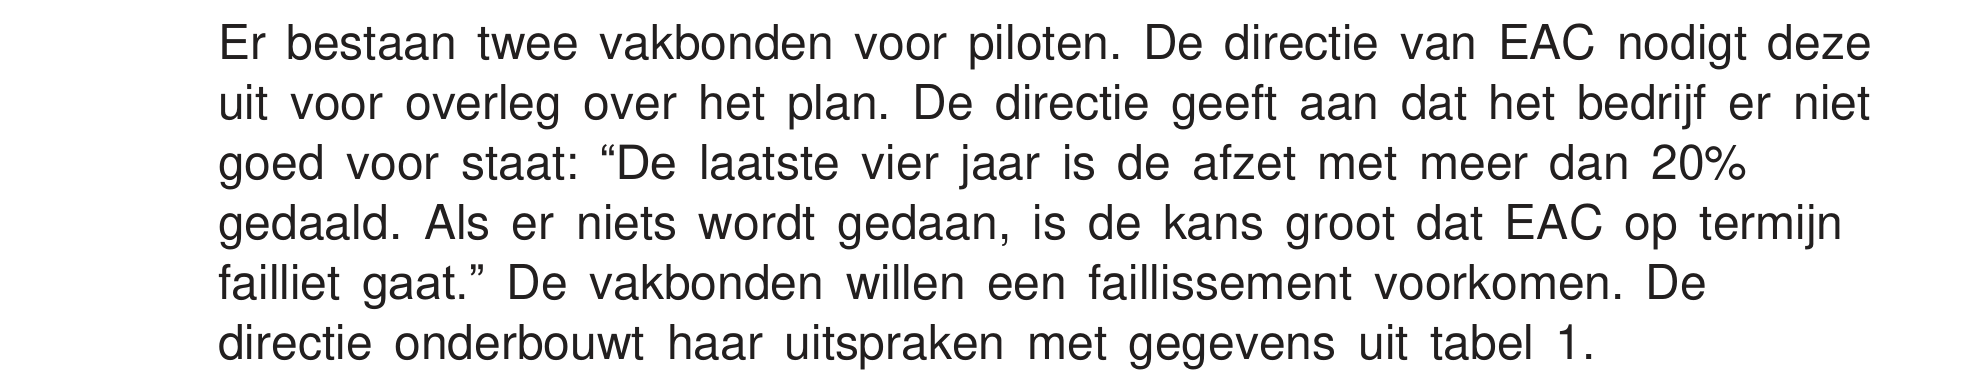 Er bestaan twee vakbonden voor piloten. De directie van EAC nodigt deze
uit voor overleg over het plan. De directie geeft aan dat het bedrijf er niet
goed voor staat: “De laatste vier jaar is de afzet met meer dan 20%
gedaald. Als er niets wordt gedaan, is de kans groot dat EAC op termijn
failliet gaat.” De vakbonden willen een faillissement voorkomen. De
directie onderbouwt haar uitspraken met gegevens uit tabel 1.